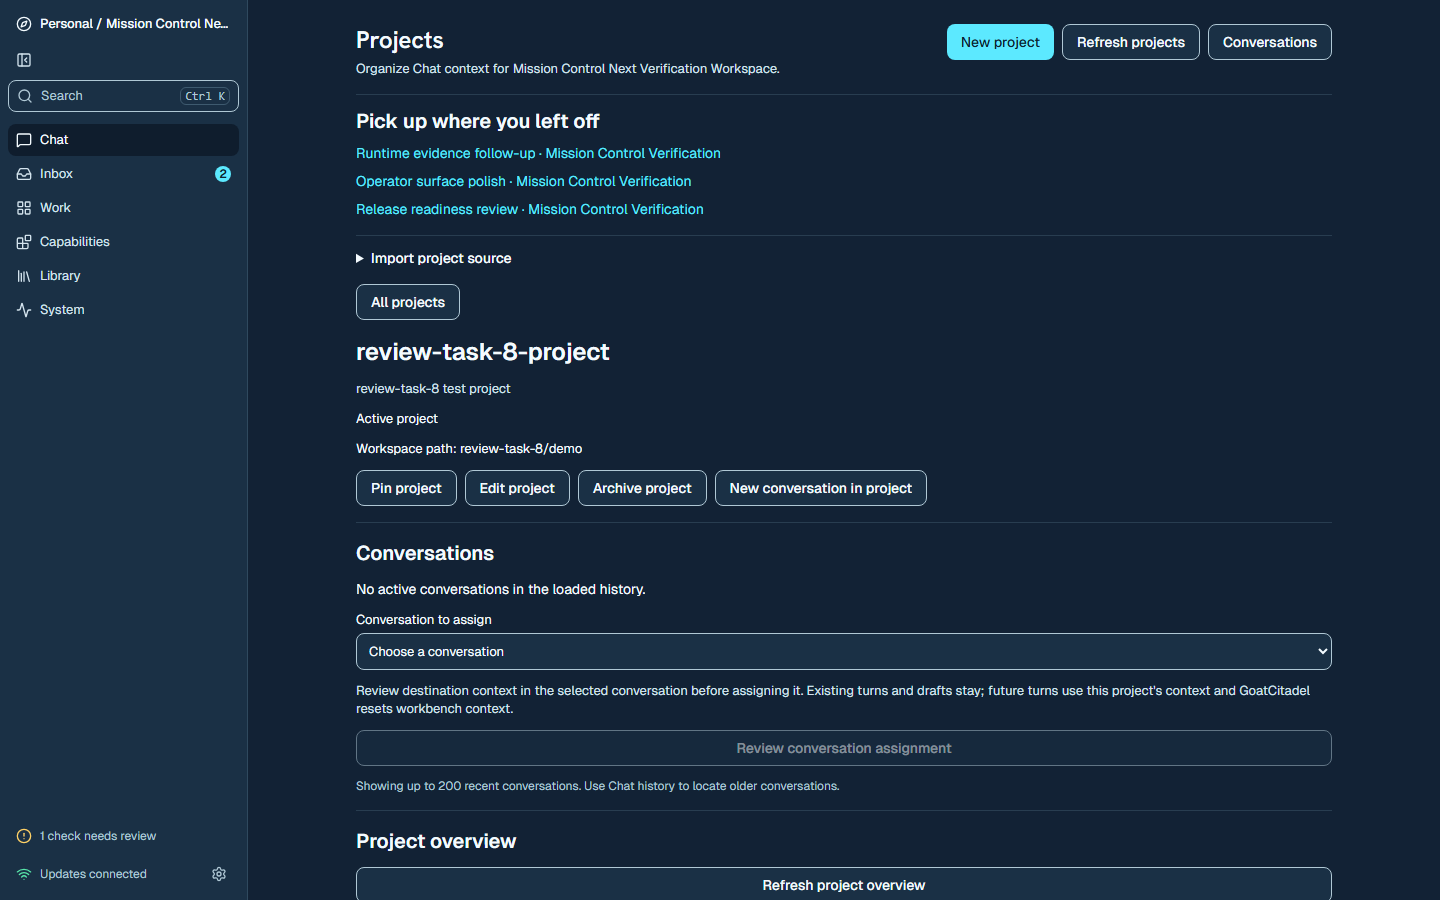 Personal / Mission Control Ne...
Search
Ctrl K
Chat
Inbox
2
Work
Capabilities
Library
System
1 check needs review
Updates connected
Projects
Organize Chat context for Mission Control Next Verification Workspace.
New project
Refresh projects
Conversations
Pick up where you left off
Runtime evidence follow-up · Mission Control Verification
Operator surface polish · Mission Control Verification
Release readiness review · Mission Control Verification
Import project source
All projects
review-task-8-project
review-task-8 test project
Active project
Workspace path: review-task-8/demo
Pin project
Edit project
Archive project
New conversation in project
Conversations
No active conversations in the loaded history.
Conversation to assign
Choose a conversation
Review destination context in the selected conversation before assigning it. Existing turns and drafts stay; future turns use this project's context and GoatCitadel
resets workbench context.
Review conversation assignment
Showing up to 200 recent conversations. Use Chat history to locate older conversations.
Project overview
Refresh project overview